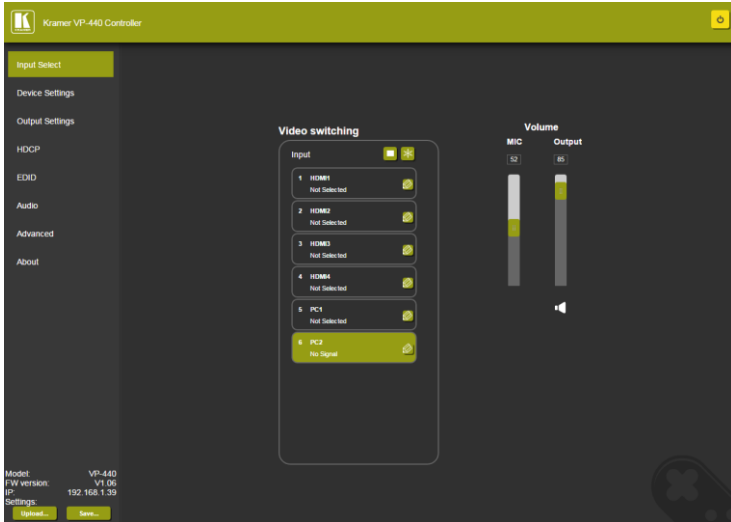 Kramer VP-440 Controller
Input Select
Device Settings
Output Settings
HDCP
EDID
Audio
Advanced
About
Video switching
Input
1 HDMI1
Not Selected
2 HDMI2
Not Selected
3 HDMI3
Not Selected
4 HDMI4
Not Selected
5 PC1
Not Selected
6 PC2
No Signal
Volume
MIC Output
52 85
Model: VP-440
FW version: V1.06
IP: 192.168.1.39
Settings:
Upload... Save...